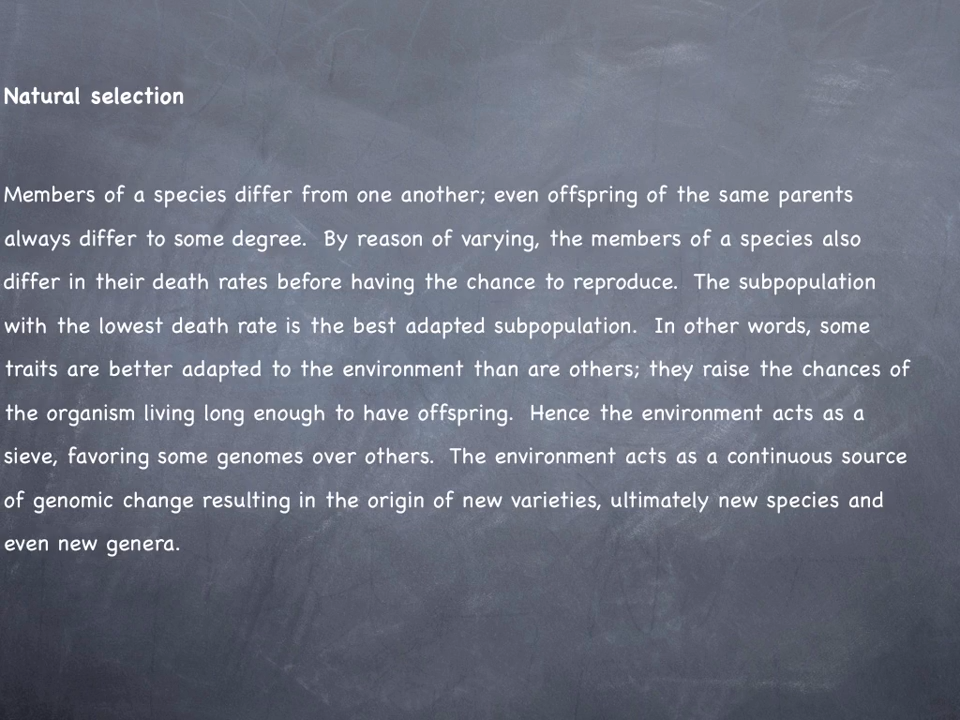 Natural selection
Members of a species differ from one another; even offspring of the same parents
always differ to some degree.  By reason of varying, the members of a species also
differ in their death rates before having the chance to reproduce.  The subpopulation
with the lowest death rate is the best adapted subpopulation.  In other words, some
traits are better adapted to the environment than are others; they raise the chances of
the organism living long enough to have offspring.  Hence the environment acts as a
sieve, favoring some genomes over others.  The environment acts as a continuous source
of genomic change resulting in the origin of new varieties, ultimately new species and
even new genera.